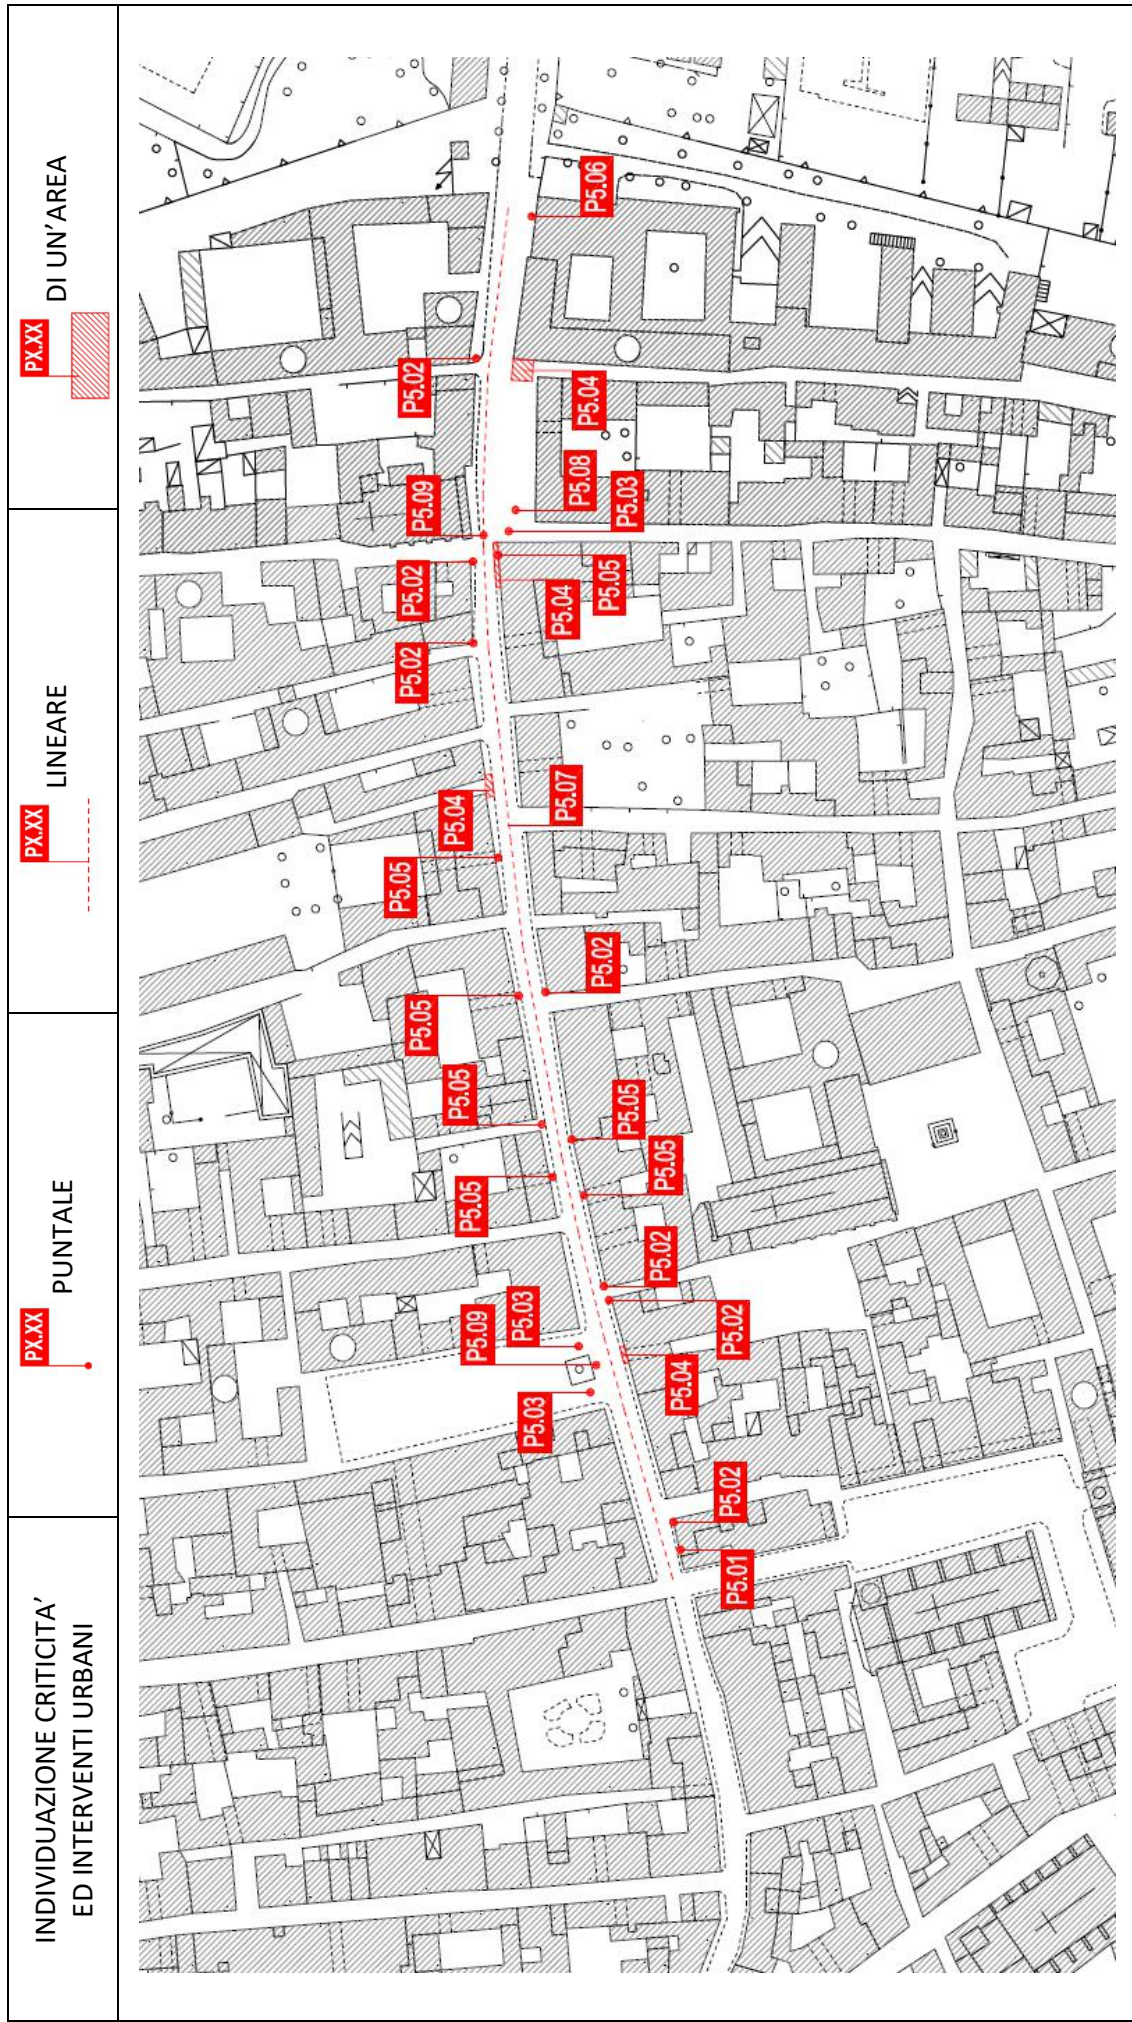 INDIVIDUAZIONE CRITICITA’
ED INTERVENTI URBANI
PX.XX
PUNTALE
PX.XX
LINEARE
PX.XX
DI UN’AREA
P5.03
P5.09
P5.03
P5.05
P5.05
P5.05
P5.05
P5.04
P5.02
P5.02
P5.09
P5.02
P5.01
P5.02
P5.04
P5.02
P5.02
P5.05
P5.05
P5.02
P5.07
P5.04
P5.05
P5.03
P5.08
P5.04
P5.06